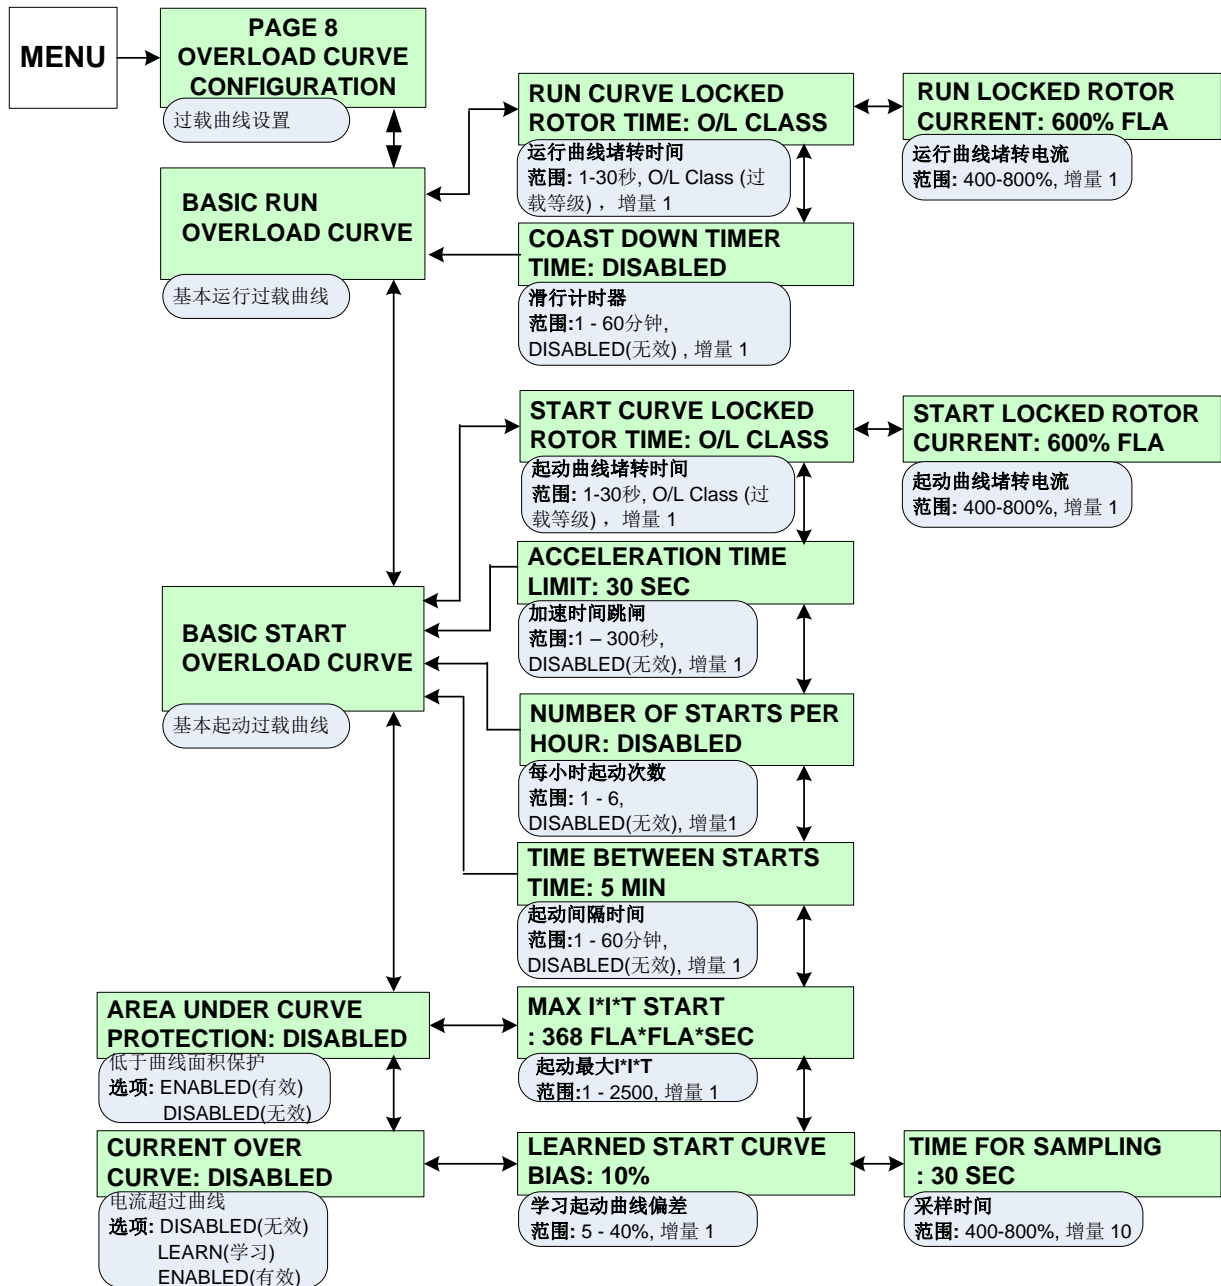 MENU
PAGE 8
OVERLOAD CURVE
CONFIGURATION
过载曲线设置
RUN CURVE LOCKED
ROTOR TIME: O/L CLASS
运行曲线堵转时间
范围: 1-30秒, O/L Class (过
载等级) ，增量 1
RUN LOCKED ROTOR
CURRENT: 600% FLA
运行曲线堵转电流
范围: 400-800%, 增量 1
BASIC RUN
OVERLOAD CURVE
基本运行过载曲线
COAST DOWN TIMER
TIME: DISABLED
滑行计时器
范围:1 - 60分钟,
DISABLED(无效) , 增量 1
START CURVE LOCKED
ROTOR TIME: O/L CLASS
起动曲线堵转时间
范围: 1-30秒, O/L Class (过
载等级) ，增量 1
START LOCKED ROTOR
CURRENT: 600% FLA
起动曲线堵转电流
范围: 400-800%, 增量 1
ACCELERATION TIME
LIMIT: 30 SEC
加速时间跳闸
范围:1 – 300秒,
DISABLED(无效), 增量 1
BASIC START
OVERLOAD CURVE
基本起动过载曲线
NUMBER OF STARTS PER
HOUR: DISABLED
每小时起动次数
范围: 1 - 6,
DISABLED(无效), 增量1
TIME BETWEEN STARTS
TIME: 5 MIN
起动间隔时间
范围:1 - 60分钟,
DISABLED(无效), 增量 1
AREA UNDER CURVE
PROTECTION: DISABLED
低于曲线面积保护
选项: ENABLED(有效)
DISABLED(无效)
MAX I*I*T START
: 368 FLA*FLA*SEC
起动最大I*I*T
范围:1 - 2500, 增量 1
CURRENT OVER
CURVE: DISABLED
电流超过曲线
选项: DISABLED(无效)
LEARN(学习)
ENABLED(有效)
LEARNED START CURVE
BIAS: 10%
学习起动曲线偏差
范围: 5 - 40%, 增量 1
TIME FOR SAMPLING
: 30 SEC
采样时间
范围: 400-800%, 增量 10